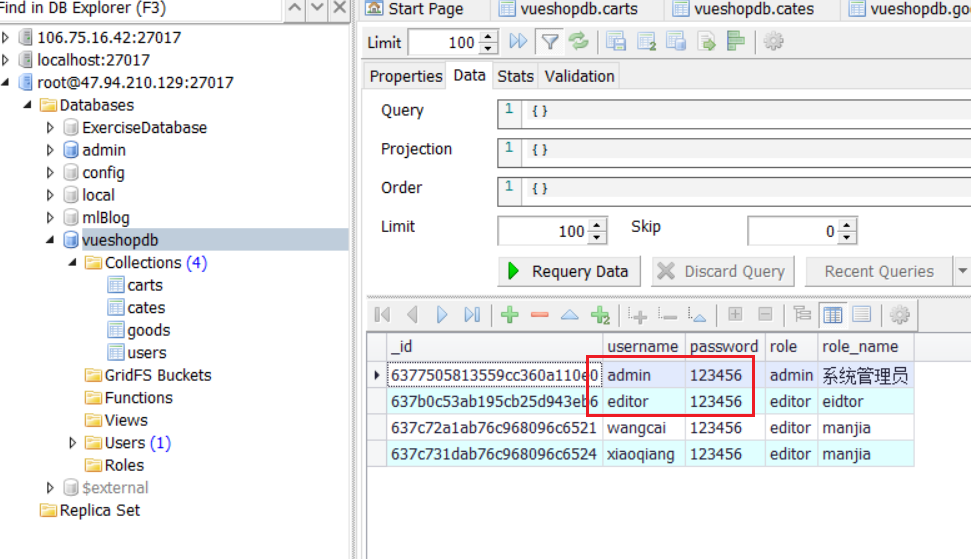 Find in DB Explorer (F3)
106.75.16.42:27017
localhost:27017
root@47.94.210.129:27017
Databases
ExerciseDatabase
admin
config
local
mlBlog
vueshopdb
Collections (4)
carts
cates
goods
users
GridFS Buckets
Functions
Views
Users (1)
Roles
$external
Replica Set
Start Page vueshopdb.carts vueshopdb.cates vueshopdb.go
Limit 100
Properties Data Stats Validation
Query 1 {}
Projection 1 {}
Order 1 {}
Limit 100 Skip 0
Requery Data Discard Query Recent Queries
_id username password role role_name
6377505813559cc360a110e0 admin 123456 admin 系统管理员
637b0c53ab195cb25d943eb6 editor 123456 editor eidtor
637c72a1ab76c968096c6521 wangcai 123456 editor manjia
637c731dab76c968096c6524 xiaoqiang 123456 editor manjia